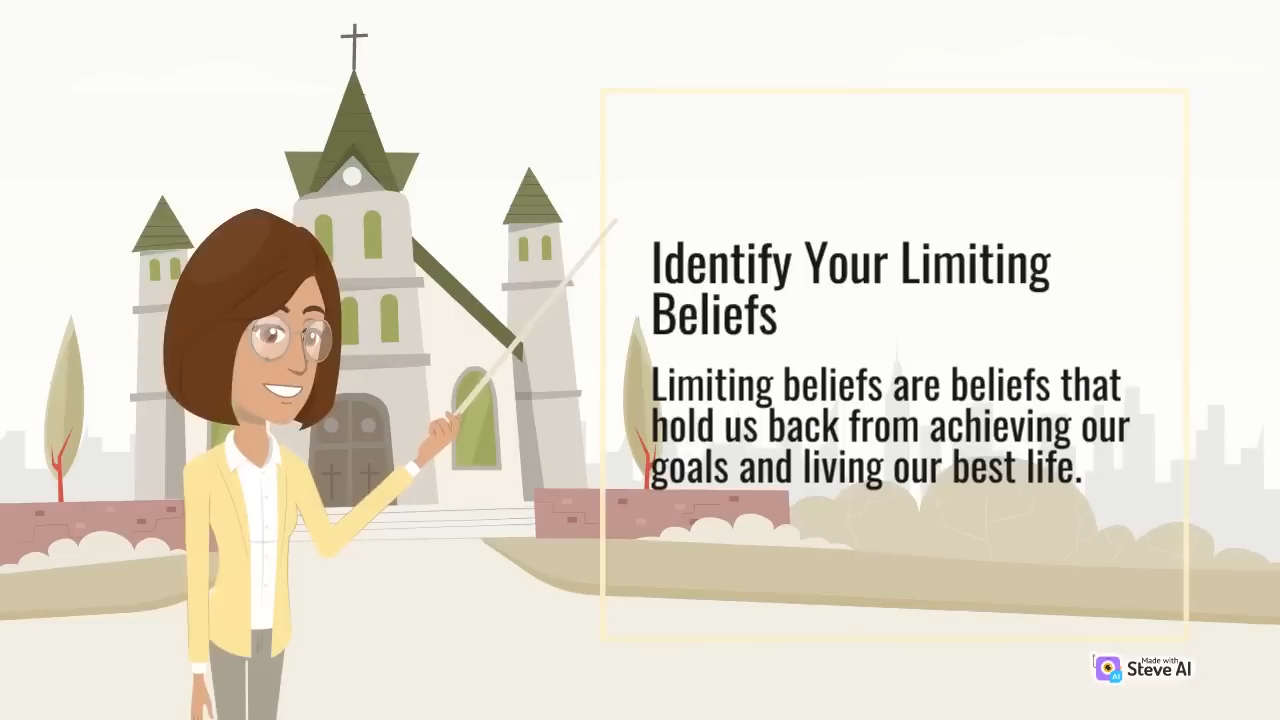 Identify Your Limiting
Beliefs
Limiting beliefs are beliefs that
hold us back from achieving our
goals and living our best life.
Made with
Steve AI
AI